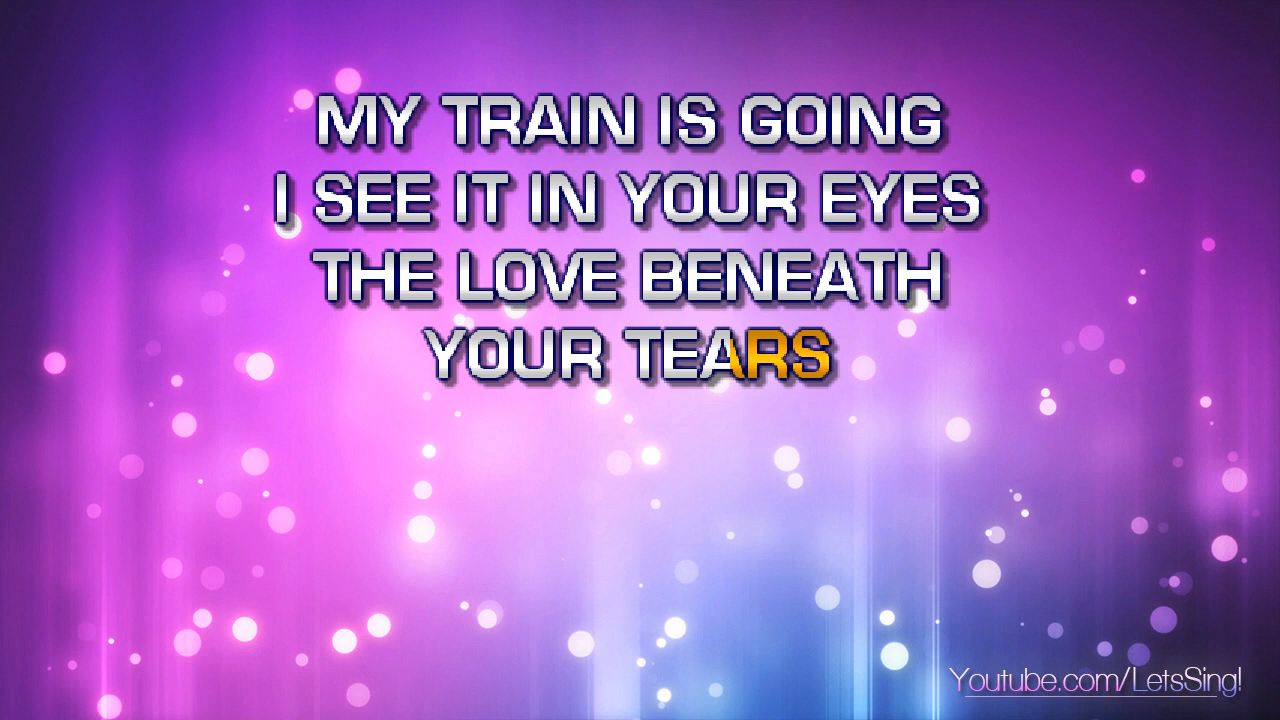 MY TRAIN IS GOING
I SEE IT IN YOUR EYES
THE LOVE BENEATH
YOUR TEARS
Youtube.com/LetsSing!